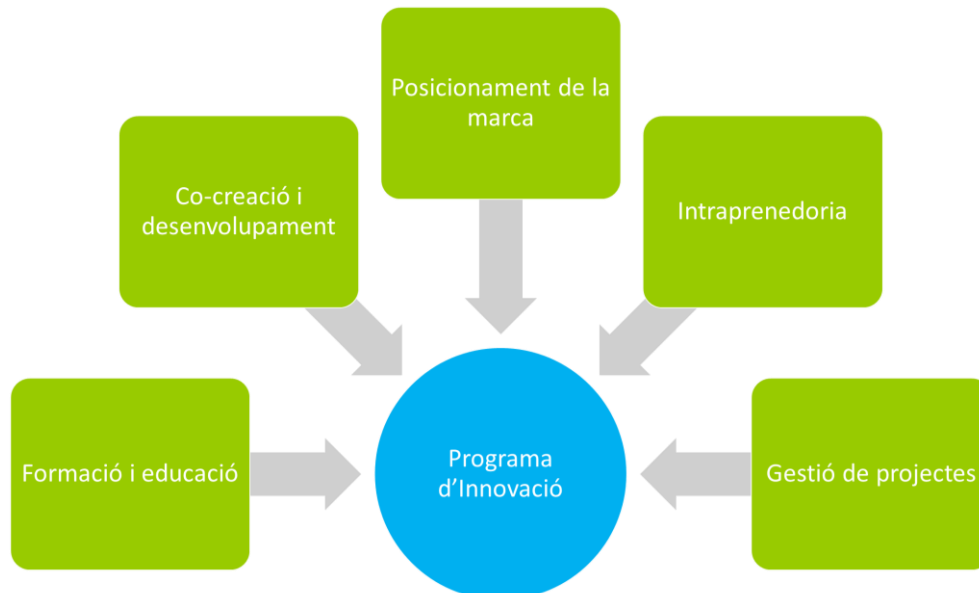 Posicionament de la
marca
Co-creació i
desenvolupament
Intraprenedoria
Formació i educació
Programa
d’Innovació
Gestió de projectes